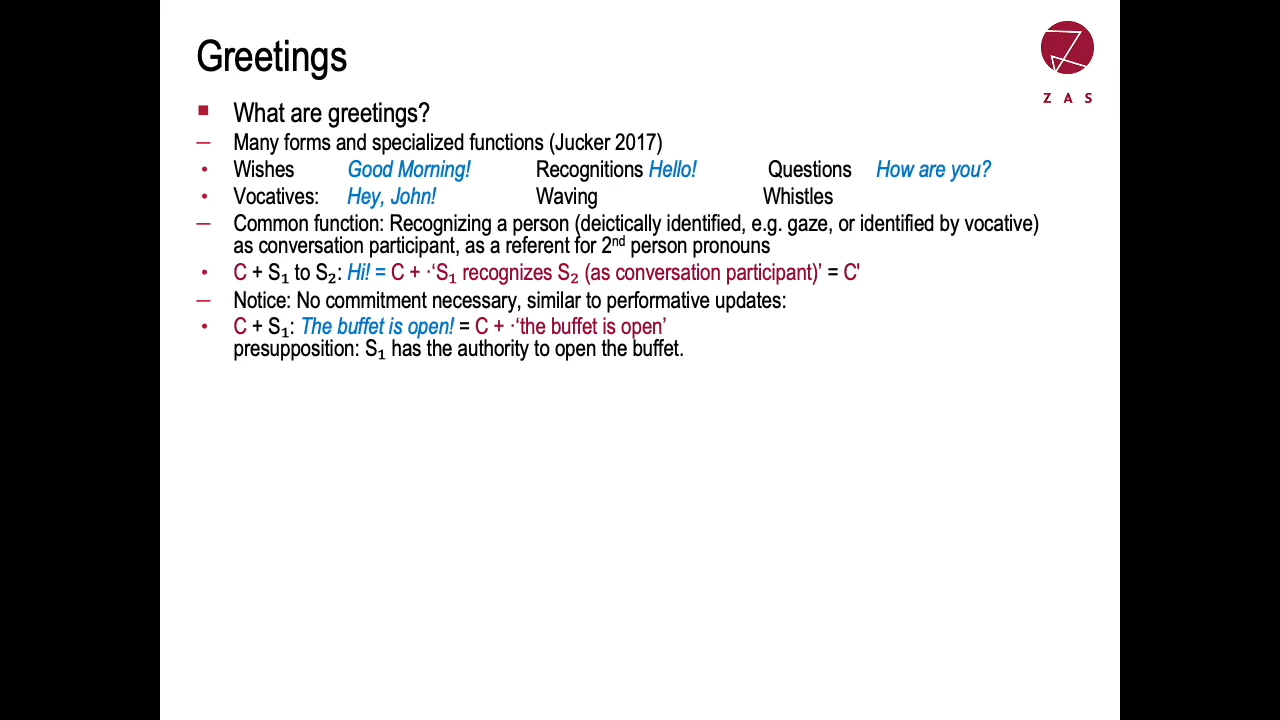 Greetings
Z A S
What are greetings?
– Many forms and specialized functions (Jucker 2017)
• Wishes Good Morning! Recognitions Hello! Questions How are you?
• Vocatives: Hey, John! Waving Whistles
– Common function: Recognizing a person (deictically identified, e.g. gaze, or identified by vocative)
as conversation participant, as a referent for 2nd person pronouns
• C + S₁ to S₂: Hi! = C + ·‘S₁ recognizes S₂ (as conversation participant)’ = C'
– Notice: No commitment necessary, similar to performative updates:
• C + S₁: The buffet is open! = C + ·‘the buffet is open’
presupposition: S₁ has the authority to open the buffet.